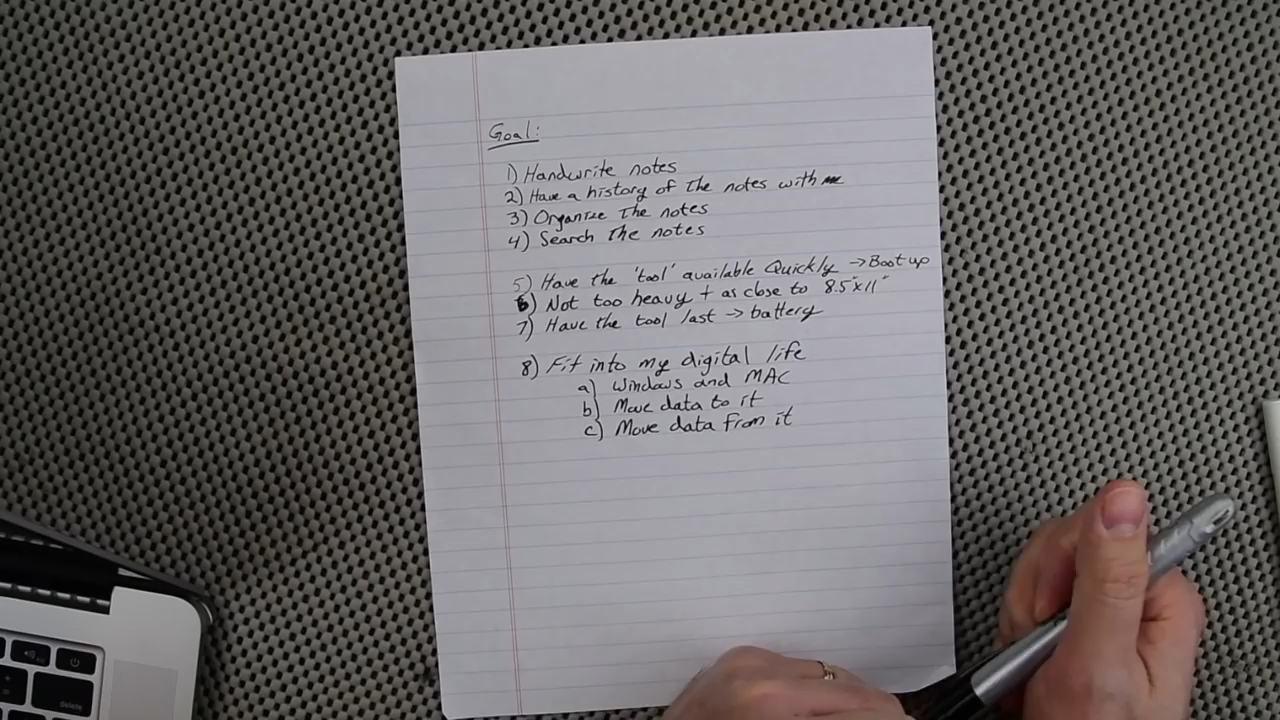 Goal:
1) Handwrite notes
2) Have a history of the notes with me
3) Organize the notes
4) Search the notes
5) Have the 'tool' available Quickly → Boot up
6) Not too heavy + as close to 8.5"x11"
7) Have the tool last → battery
8) Fit into my digital life
a) Windows and MAC
b) Move data to it
c) Move data from it
delete